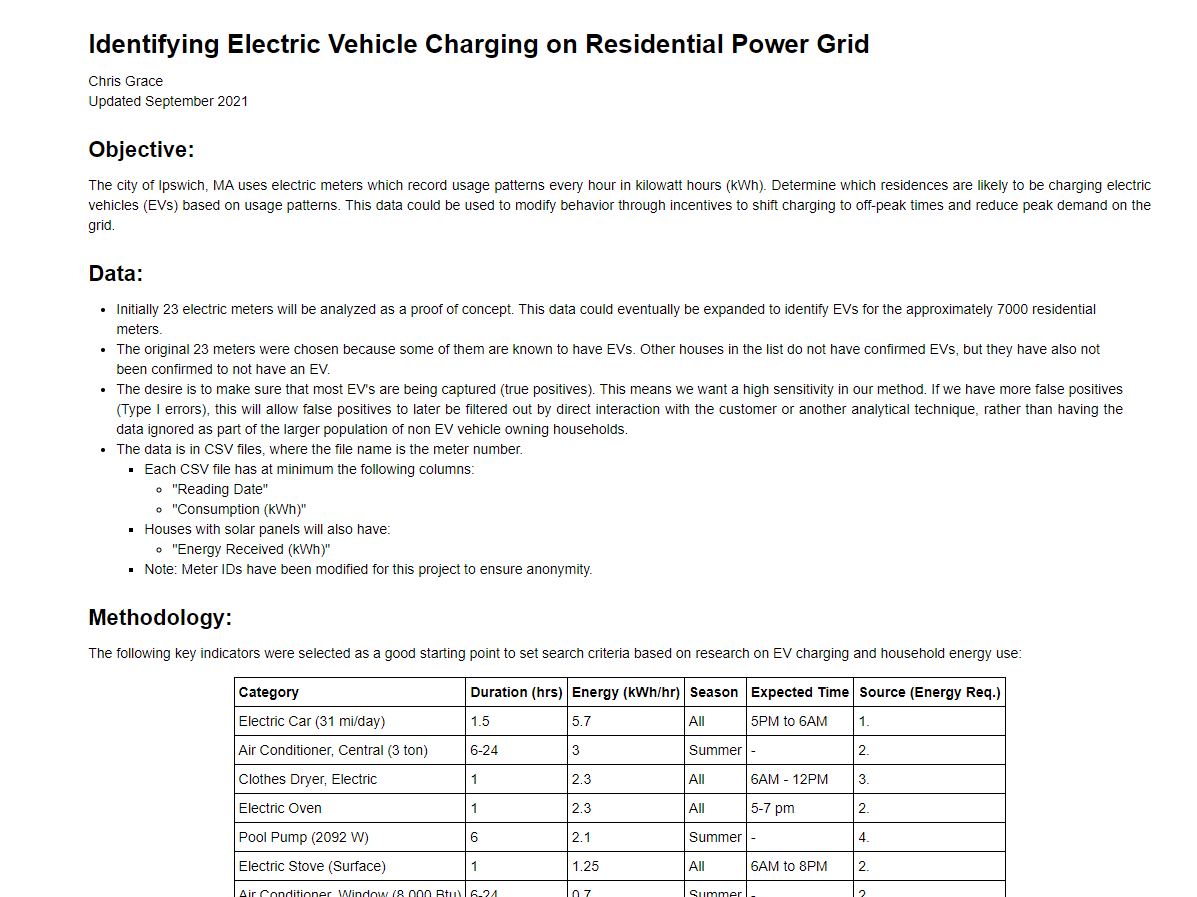 Identifying Electric Vehicle Charging on Residential Power Grid
Chris Grace
Updated September 2021
Objective:
The city of Ipswich, MA uses electric meters which record usage patterns every hour in kilowatt hours (kWh). Determine which residences are likely to be charging electric
vehicles (EVs) based on usage patterns. This data could be used to modify behavior through incentives to shift charging to off-peak times and reduce peak demand on the
grid.
Data:
• Initially 23 electric meters will be analyzed as a proof of concept. This data could eventually be expanded to identify EVs for the approximately 7000 residential
meters.
• The original 23 meters were chosen because some of them are known to have EVs. Other houses in the list do not have confirmed EVs, but they have also not
been confirmed to not have an EV.
• The desire is to make sure that most EV's are being captured (true positives). This means we want a high sensitivity in our method. If we have more false positives
(Type I errors), this will allow false positives to later be filtered out by direct interaction with the customer or another analytical technique, rather than having the
data ignored as part of the larger population of non EV vehicle owning households.
• The data is in CSV files, where the file name is the meter number.
▪ Each CSV file has at minimum the following columns:
◦ "Reading Date"
◦ "Consumption (kWh)"
▪ Houses with solar panels will also have:
◦ "Energy Received (kWh)"
▪ Note: Meter IDs have been modified for this project to ensure anonymity.
Methodology:
The following key indicators were selected as a good starting point to set search criteria based on research on EV charging and household energy use:
Category Duration (hrs) Energy (kWh/hr) Season Expected Time Source (Energy Req.)
Electric Car (31 mi/day) 1.5 5.7 All 5PM to 6AM 1.
Air Conditioner, Central (3 ton) 6-24 3 Summer - 2.
Clothes Dryer, Electric 1 2.3 All 6AM - 12PM 3.
Electric Oven 1 2.3 All 5-7 pm 2.
Pool Pump (2092 W) 6 2.1 Summer - 4.
Electric Stove (Surface) 1 1.25 All 6AM to 8PM 2.
Air Conditioner, Window (8,000 Btu) 6-24 0.7 Summer - 2.